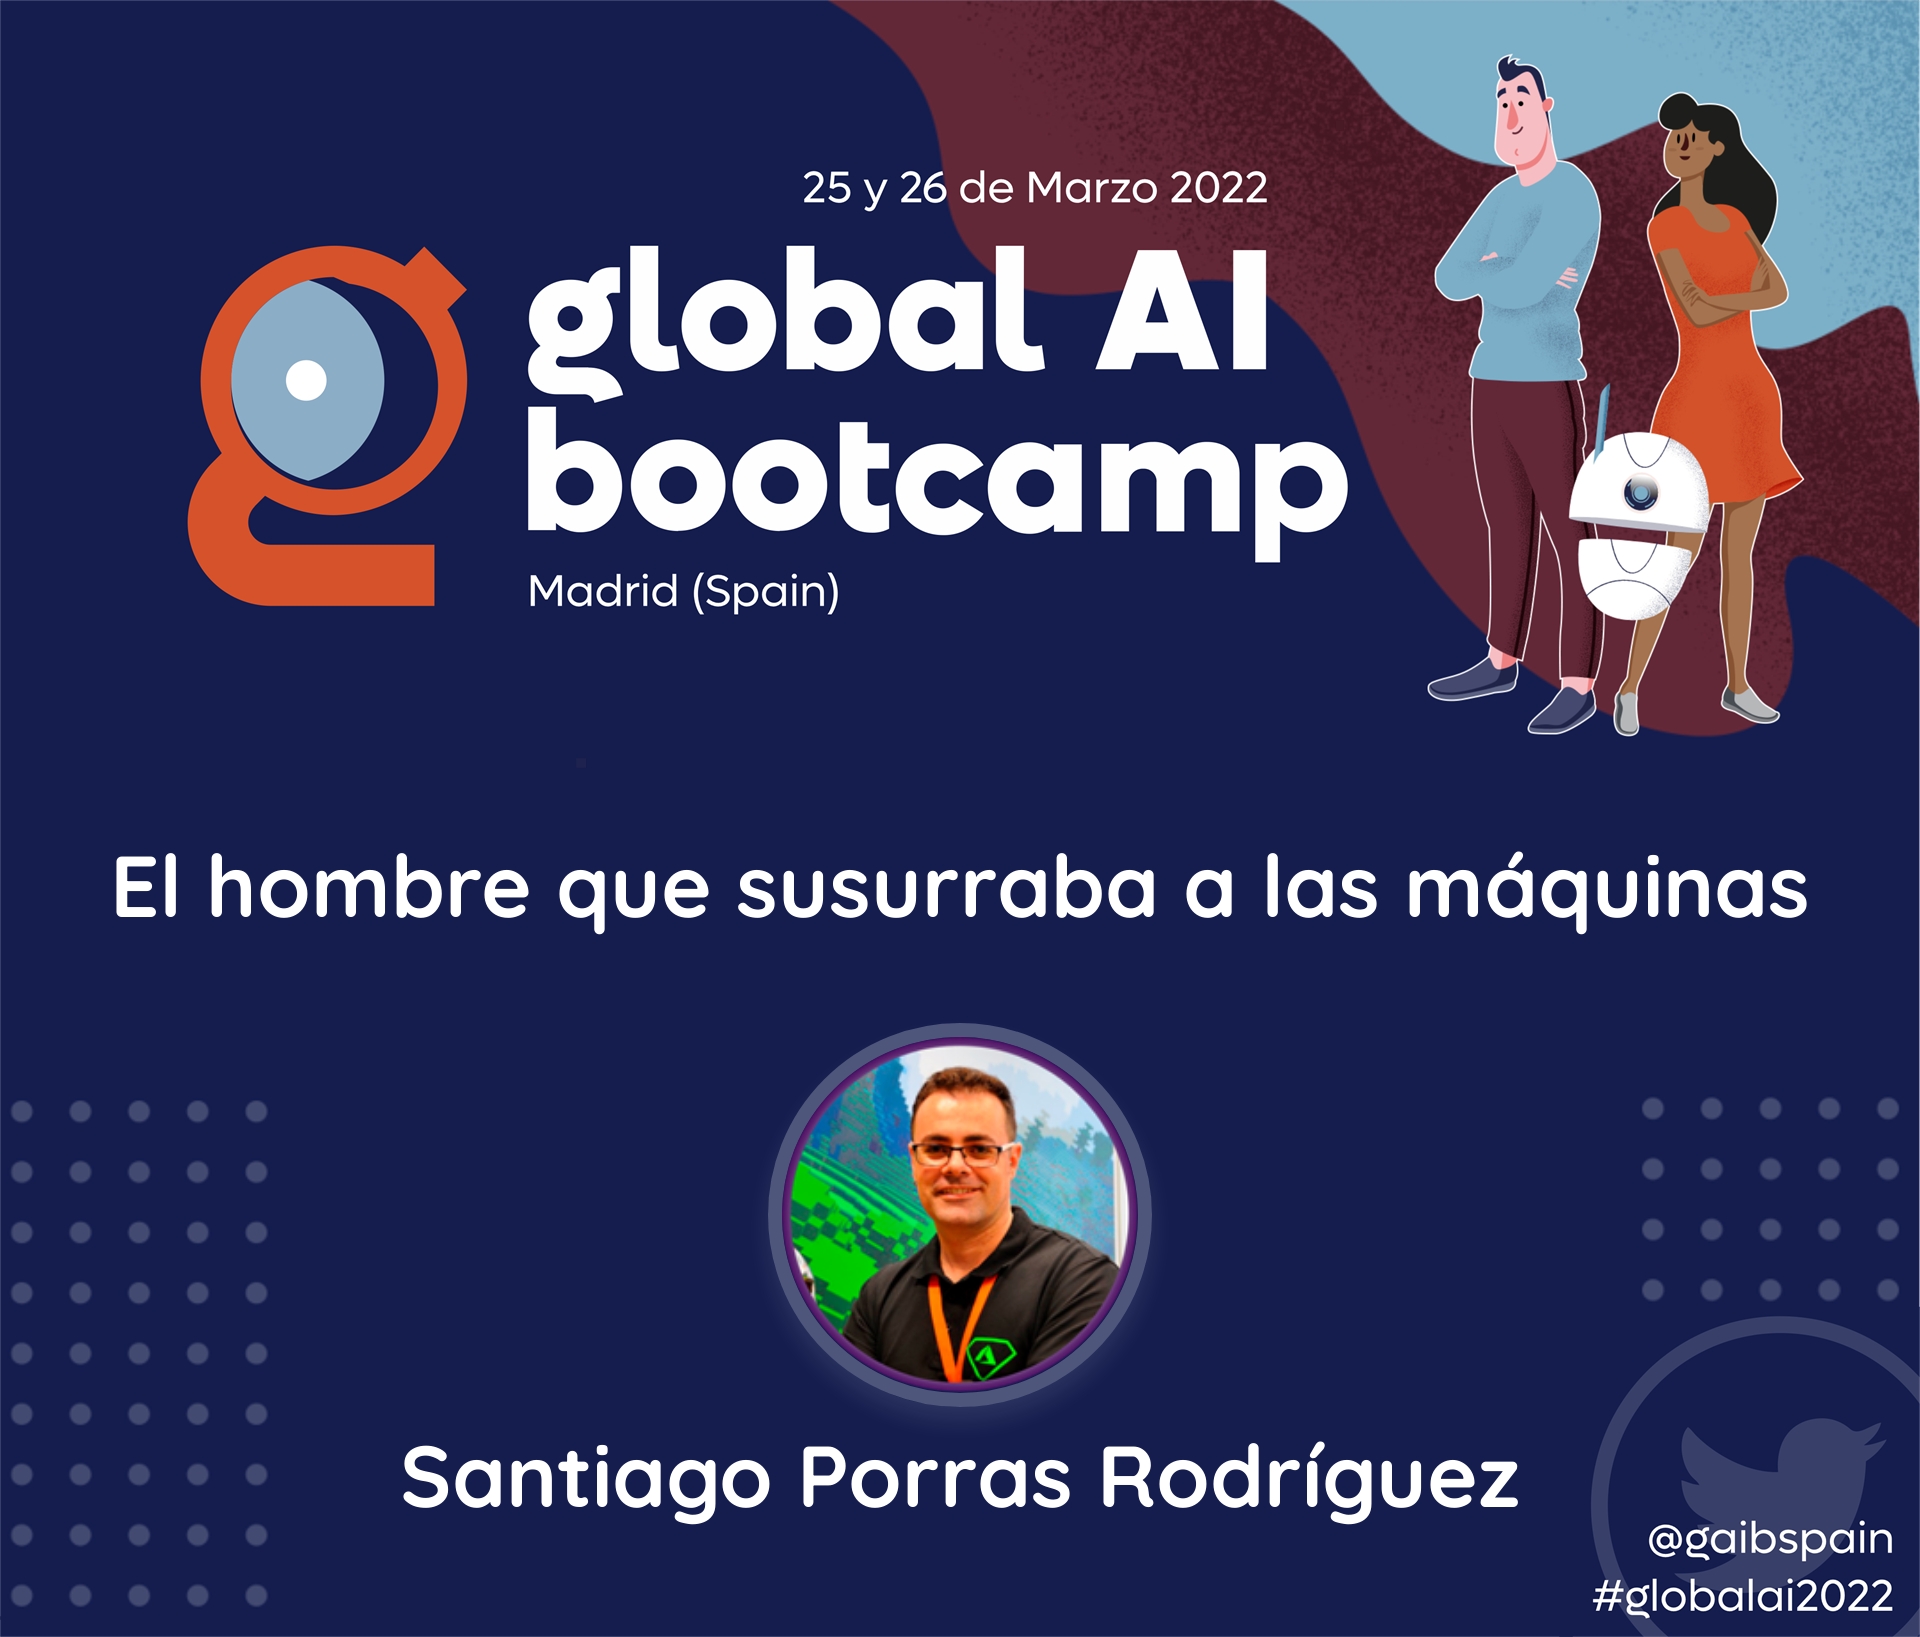 25 y 26 de Marzo 2022
global AI
bootcamp
Madrid (Spain)
El hombre que susurraba a las máquinas
Santiago Porras Rodríguez
@gaibspain
#globalai2022